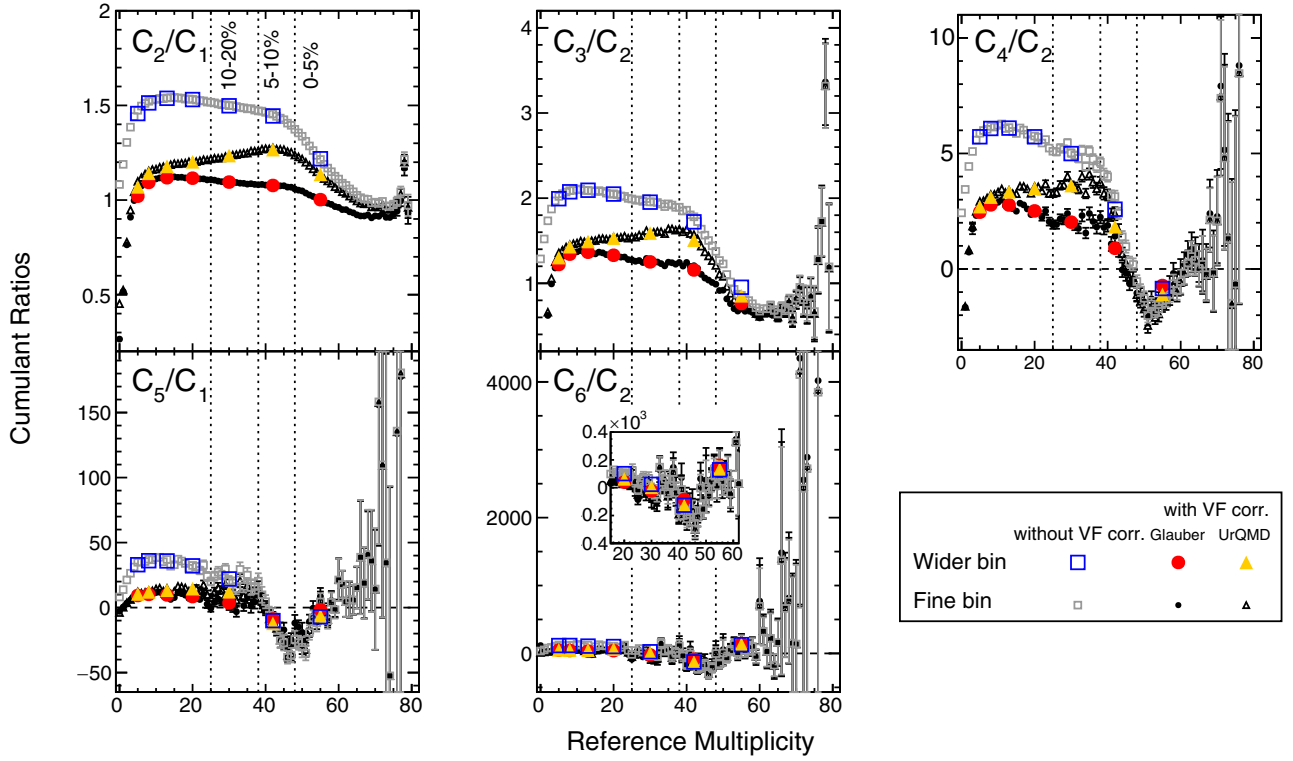 C2/C1
10-20%
5-10%
0-5%
2.0
1.5
1.0
0.5
C3/C2
4
3
2
1
C4/C2
10
5
0
0 20 40 60 80
Cumulant Ratios
C5/C1
150
100
50
0
−50
0 20 40 60 80
C6/C2
4000
2000
0
×10³
0.4
0.2
0
0.2
0.4
20 30 40 50 60
0 20 40 60 80
Reference Multiplicity
with VF corr.
without VF corr. Glauber UrQMD
Wider bin
Fine bin